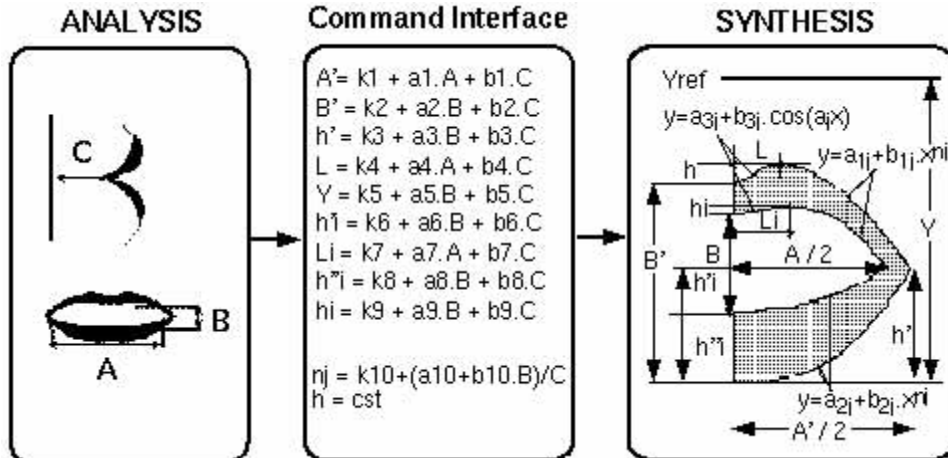 ANALYSIS
C
B
A
Command Interface
A'= k1 + a1.A + b1.C
B' = k2 + a2.B + b2.C
h' = k3 + a3.B + b3.C
L = k4 + a4.A + b4.C
Y = k5 + a5.B + b5.C
h'i = k6 + a6.B + b6.C
Li = k7 + a7.A + b7.C
h"i = k8 + a8.B + b8.C
hi = k9 + a9.B + b9.C
nj = k10+(a10+b10.B)/C
h = cst
SYNTHESIS
Yref
y=a3j+b3j.cos(ajx)
L
y=a1j+b1j.xnj
h
hi
Li
Y
B'
B
A / 2
h'i
h"i
h'
y=a2j+b2j.xnj
A' / 2